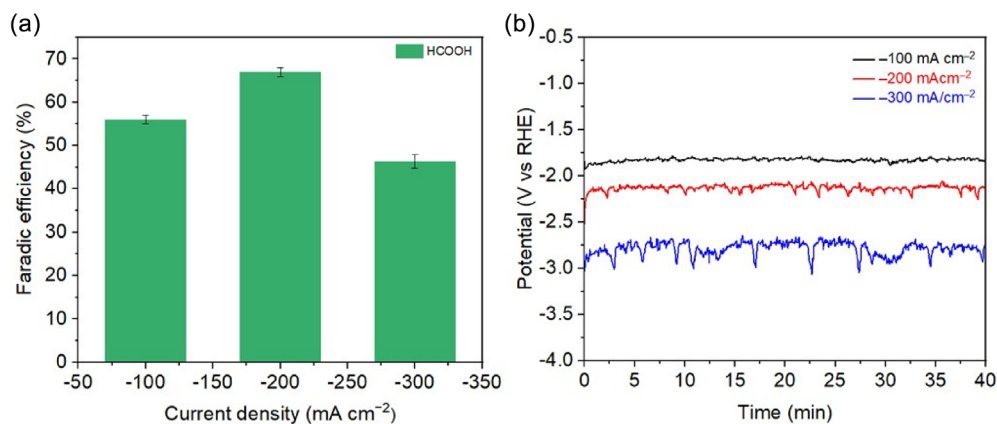 (a)
HCOOH
Faradic efficiency (%)
70
60
50
40
30
20
10
0
-50 -100 -150 -200 -250 -300 -350
Current density (mA cm⁻²)
(b)
–100 mA cm⁻²
–200 mAcm⁻²
–300 mA/cm⁻²
Potential (V vs RHE)
-0.5
-1.0
-1.5
-2.0
-2.5
-3.0
-3.5
-4.0
0 5 10 15 20 25 30 35 40
Time (min)